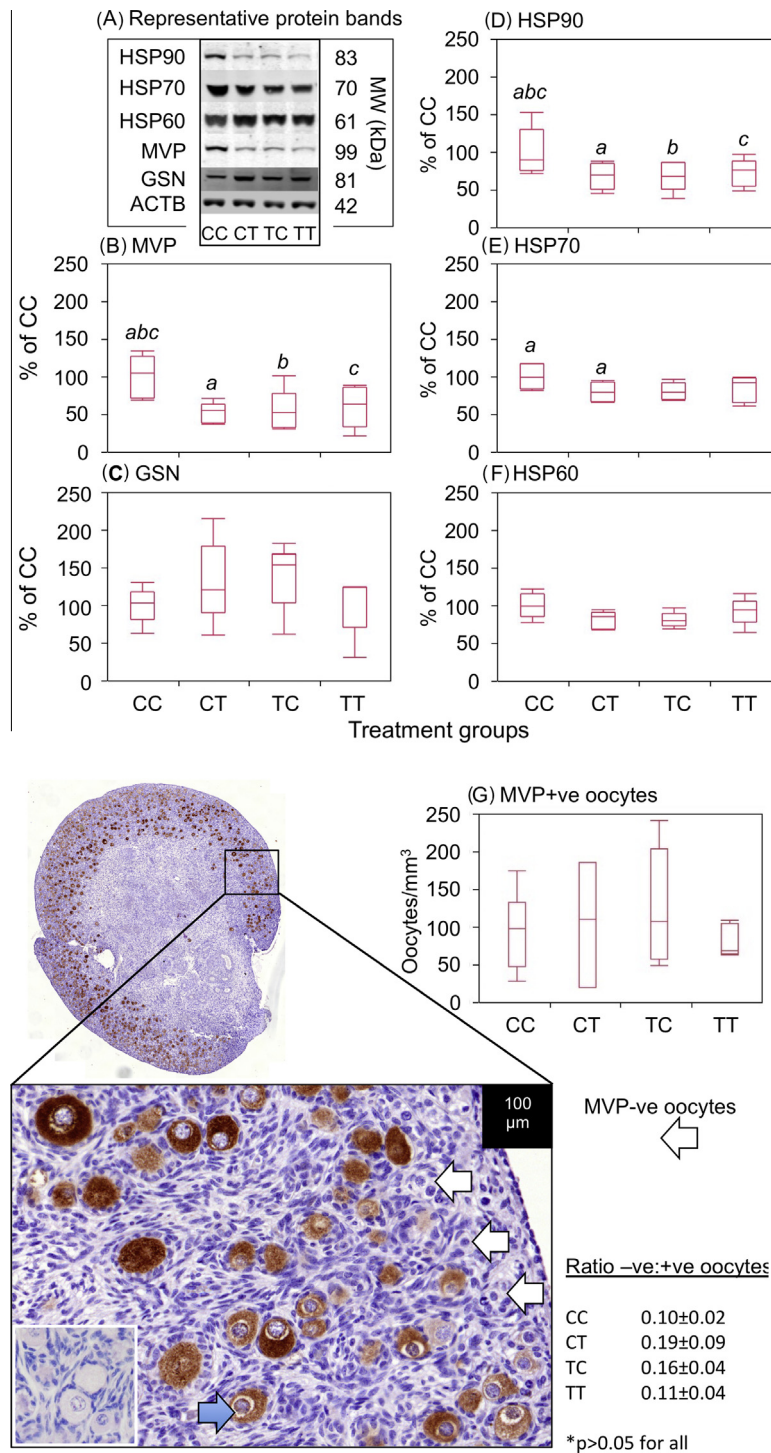 (A) Representative protein bands
HSP90 83
HSP70 70
HSP60 61
MVP 99
GSN 81
ACTB 42
MW (kDa)
CC CT TC TT
(B) MVP
% of CC
250
200
150
100
50
0
abc a b c
(C) GSN
% of CC
250
200
150
100
50
0
CC CT TC TT
(D) HSP90
% of CC
250
200
150
100
50
0
abc a b c
(E) HSP70
% of CC
250
200
150
100
50
0
a a
(F) HSP60
% of CC
250
200
150
100
50
0
CC CT TC TT
Treatment groups
(G) MVP+ve oocytes
Oocytes/mm³
250
200
150
100
50
0
CC CT TC TT
100
μm
MVP-ve oocytes
Ratio –ve:+ve oocytes
CC 0.10±0.02
CT 0.19±0.09
TC 0.16±0.04
TT 0.11±0.04
*p>0.05 for all